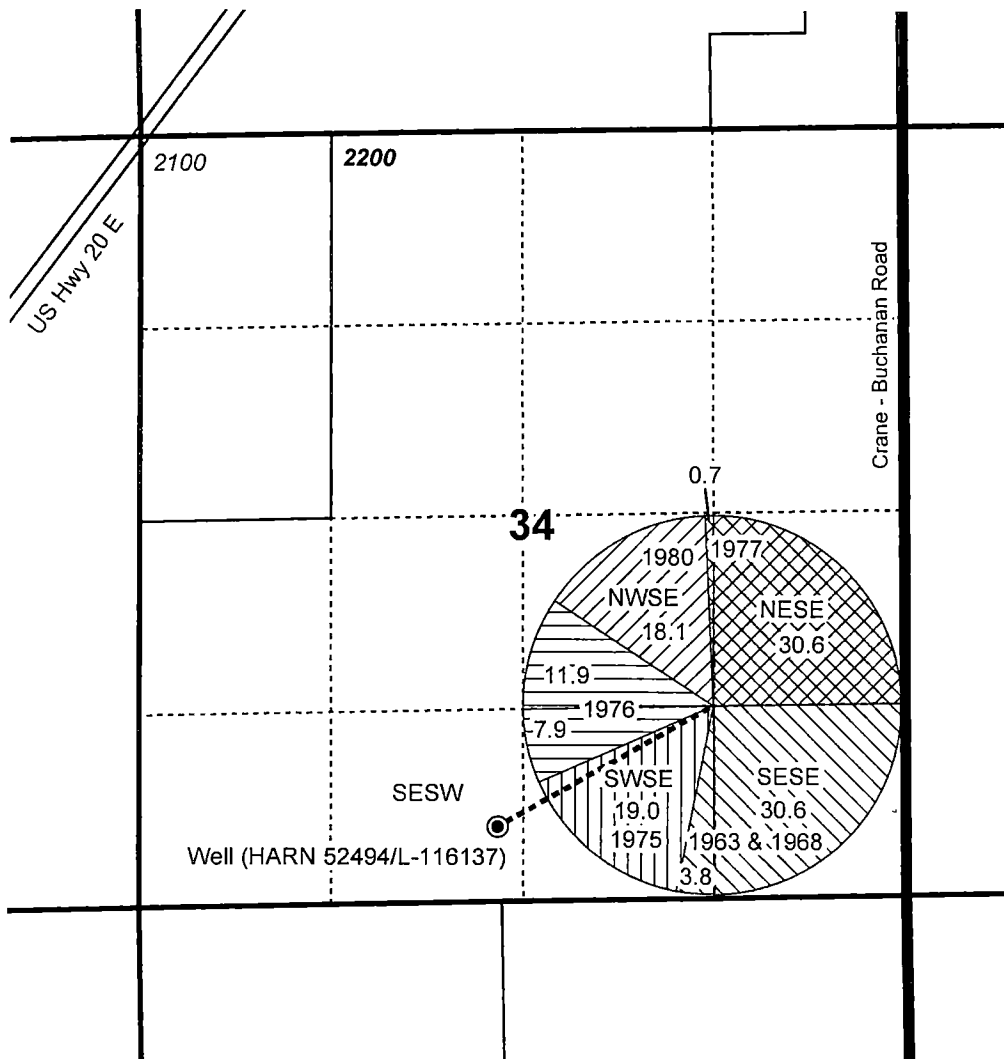 2100
2200
US Hwy 20 E
Crane - Buchanan Road
0.7
34
1980
1977
NWSE
NESE
18.1
30.6
11.9
1976
7.9
SESW
SWSE
SESE
19.0
30.6
1975
1963 & 1968
Well (HARN 52494/L-116137)
3.8